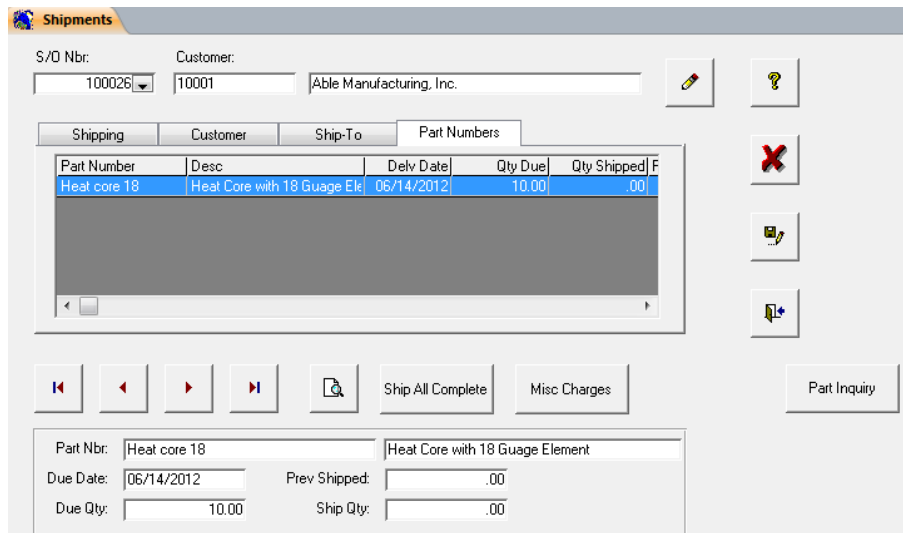 Shipments
S/O Nbr: Customer:
100026 10001 Able Manufacturing, Inc.
Shipping Customer Ship-To Part Numbers
Part Number Desc Delv Date Qty Due Qty Shipped F
Heat core 18 Heat Core with 18 Guage Ele 06/14/2012 10.00 .00
Ship All Complete Misc Charges Part Inquiry
Part Nbr: Heat core 18 Heat Core with 18 Guage Element
Due Date: 06/14/2012 Prev Shipped: .00
Due Qty: 10.00 Ship Qty: .00